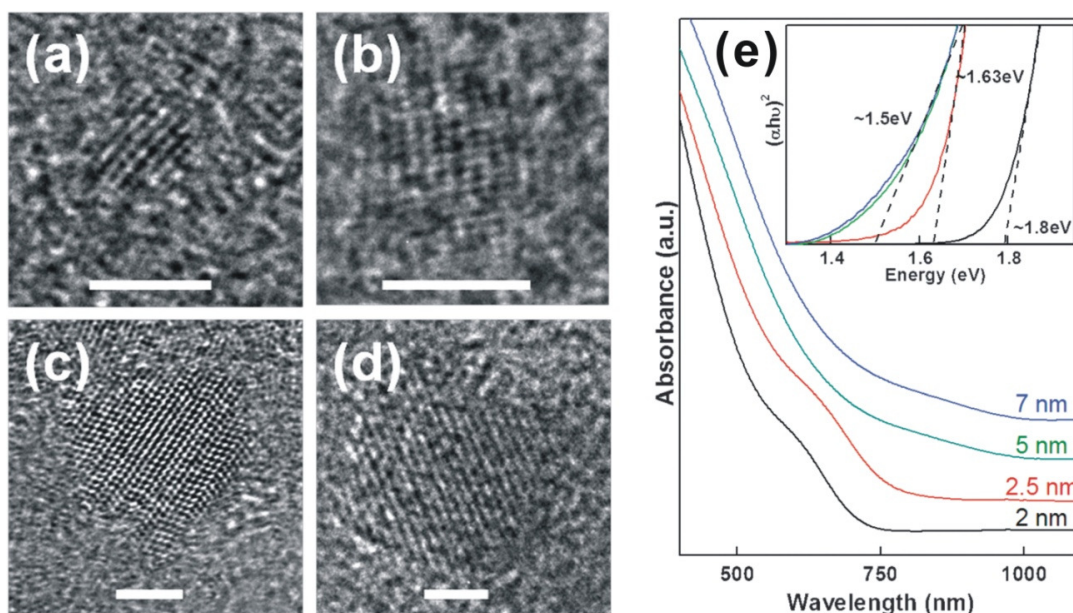 (a)
(b)
(c)
(d)
(e)
Absorbance (a.u.)
(αhυ)²
~1.5eV
~1.63eV
~1.8eV
1.4 1.6 1.8
Energy (eV)
7 nm
5 nm
2.5 nm
2 nm
500 750 1000
Wavelength (nm)